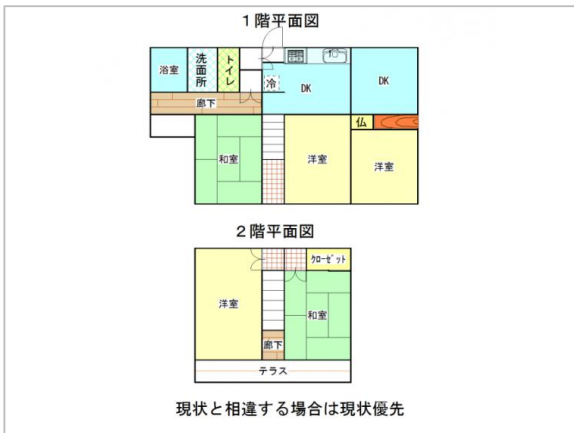 1階平面図
浴室
洗面所
トイレ
冷
DK
DK
廊下
仏
和室
洋室
洋室
2階平面図
クローゼット
洋室
和室
廊下
テラス
現状と相違する場合は現状優先